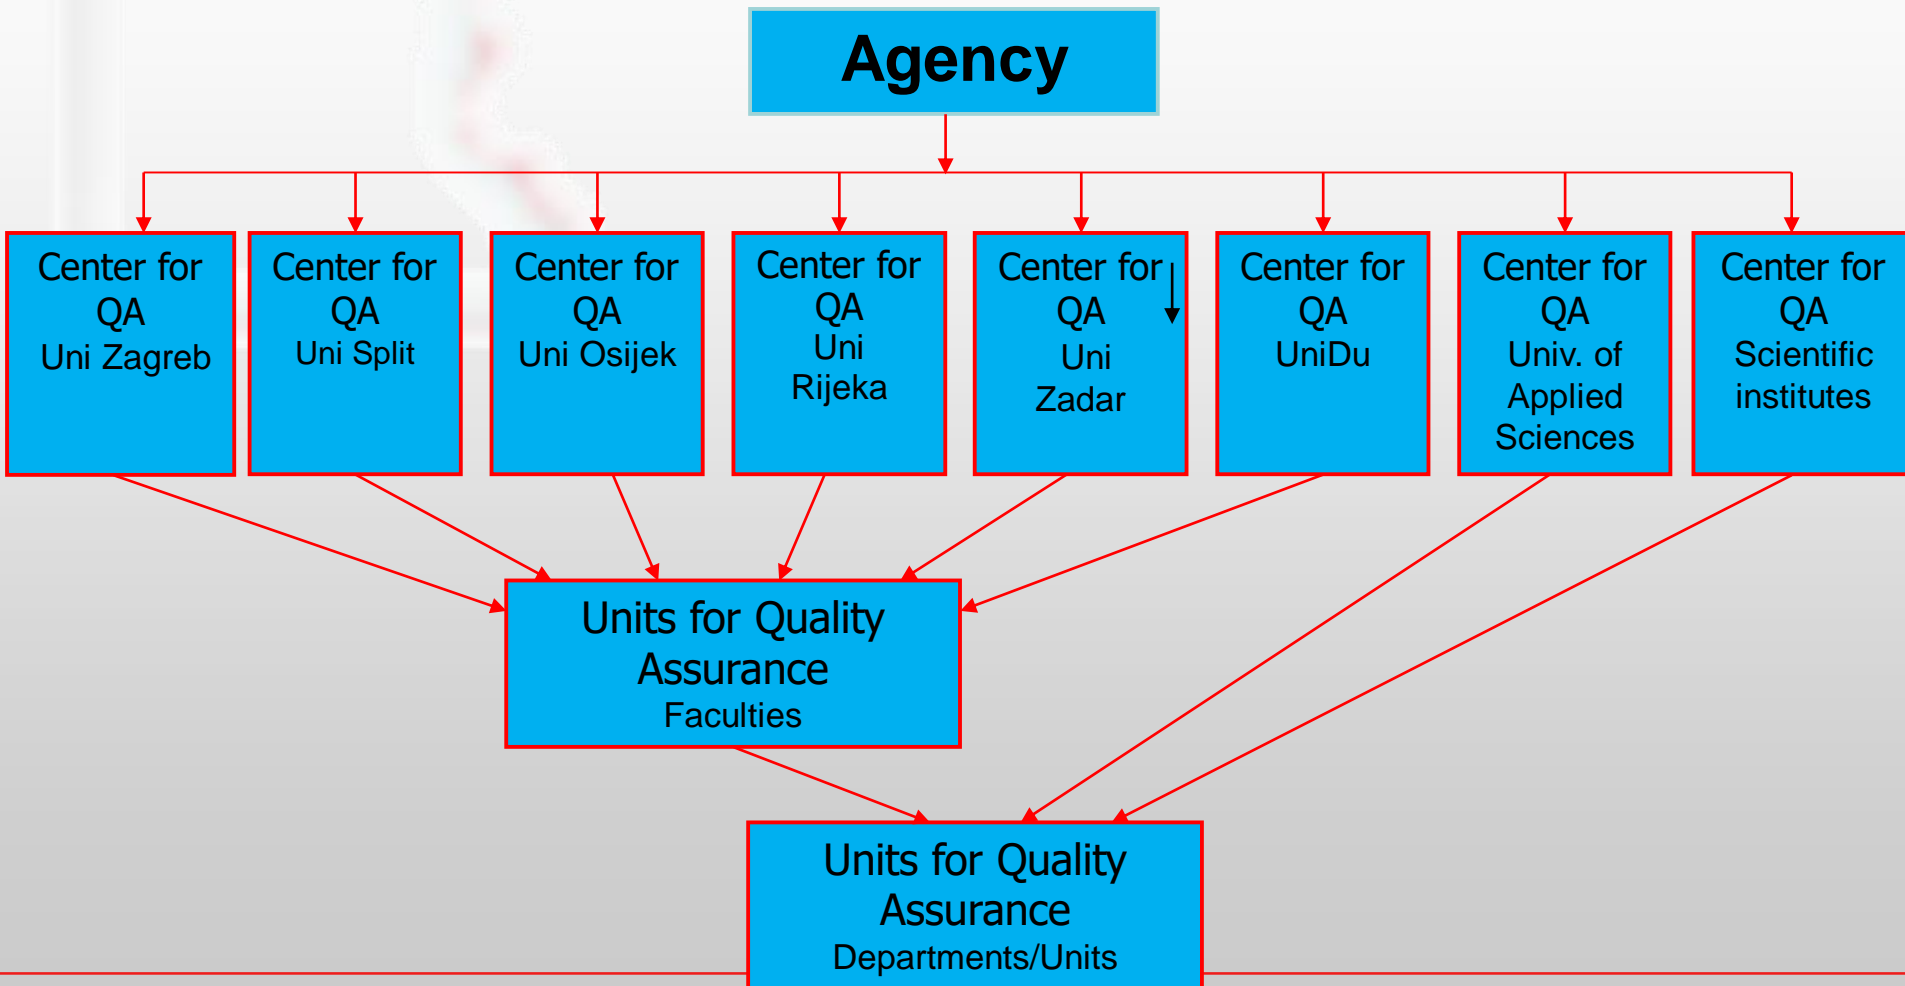 Agency
Center for
QA
Uni Zagreb
Center for
QA
Uni Split
Center for
QA
Uni Osijek
Center for
QA
Uni
Rijeka
Center for
QA
Uni
Zadar
Center for
QA
UniDu
Center for
QA
Univ. of
Applied
Sciences
Center for
QA
Scientific
institutes
Units for Quality
Assurance
Faculties
Units for Quality
Assurance
Departments/Units